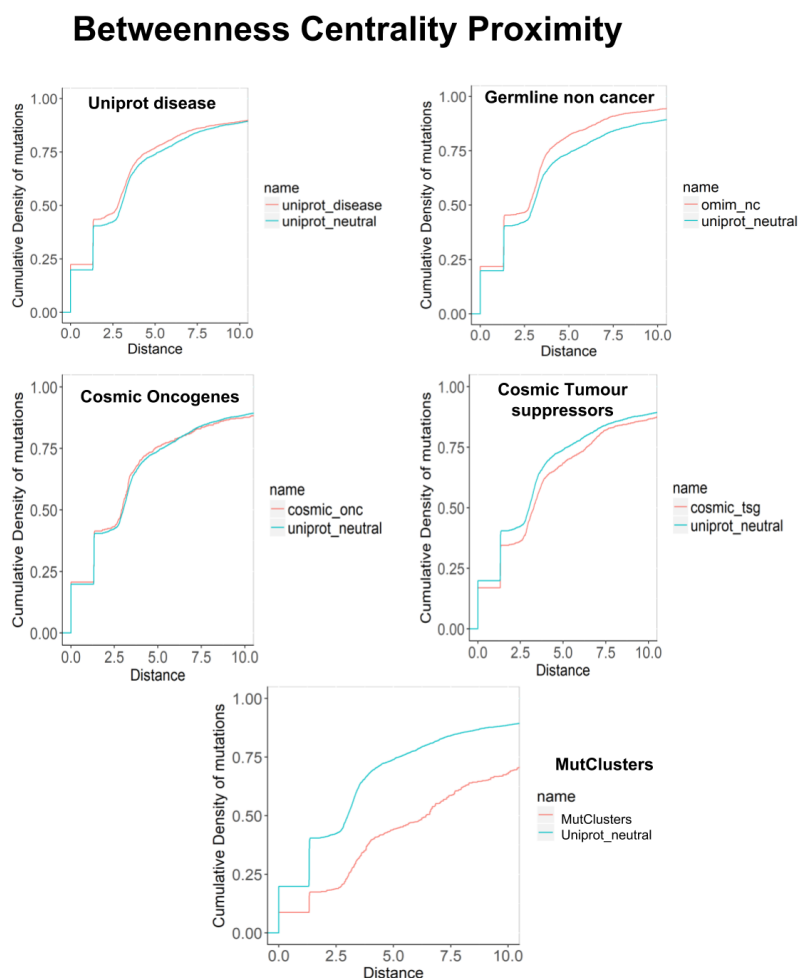 Betweenness Centrality Proximity
Uniprot disease
Cumulative Density of mutations
1.00
0.75
0.50
0.25
0.00
0.0 2.5 5.0 7.5 10.0
Distance
name
uniprot_disease
uniprot_neutral
Germline non cancer
Cumulative Density of mutations
1.00
0.75
0.50
0.25
0.00
0.0 2.5 5.0 7.5 10.0
Distance
name
omim_nc
uniprot_neutral
Cosmic Oncogenes
Cumulative Density of mutations
1.00
0.75
0.50
0.25
0.00
0.0 2.5 5.0 7.5 10.0
Distance
name
cosmic_onc
uniprot_neutral
Cosmic Tumour
suppressors
Cumulative Density of mutations
1.00
0.75
0.50
0.25
0.00
0.0 2.5 5.0 7.5 10.0
Distance
name
cosmic_tsg
uniprot_neutral
Cumulative Density of mutations
1.00
0.75
0.50
0.25
0.00
0.0 2.5 5.0 7.5 10.0
Distance
MutClusters
name
MutClusters
Uniprot_neutral